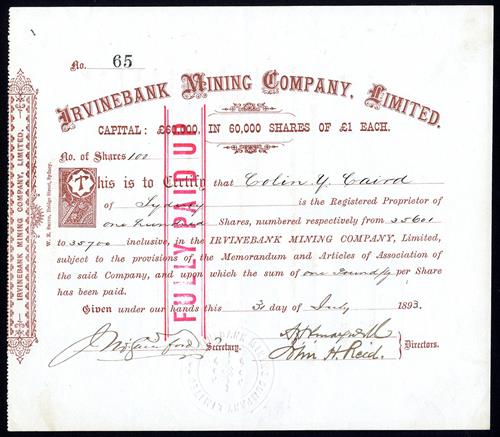 No. 65
IRVINEBANK MINING COMPANY, LIMITED.
CAPITAL: £60,000. IN 60,000 SHARES OF £1 EACH.
No. of Shares 100
This is to Certify that Colin Y. Caird
of Sydney is the Registered Proprietor of
one hundred Shares, numbered respectively from 35601
to 35700 inclusive, in the IRVINEBANK MINING COMPANY, Limited,
subject to the provisions of the Memorandum and Articles of Association of
the said Company, and upon which the sum of one Pound per Share
has been paid.
Given under our hands this day of July 1893.
Secretary.
John H. Reid.
Directors.
FULLY PAID UP
IRVINEBANK MINING COMPANY, LIMITED.
Bridge Street, Sydney.